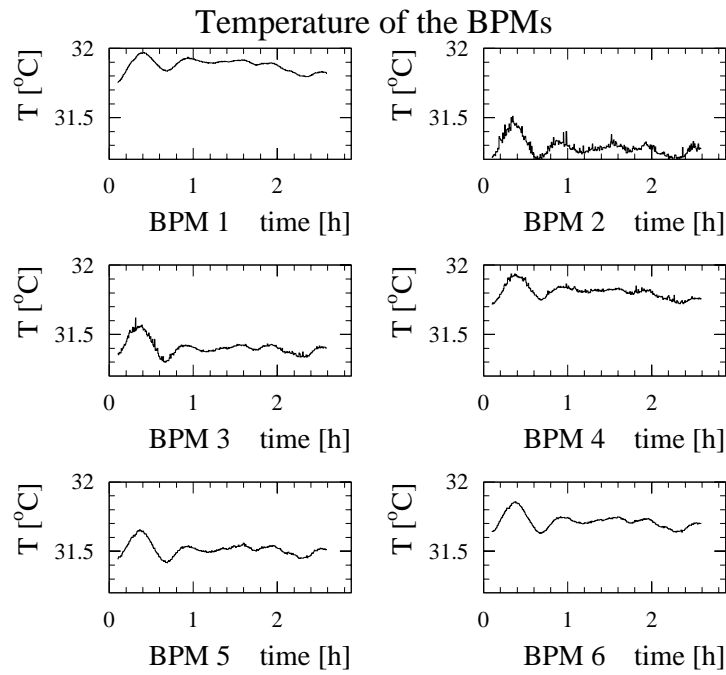 Temperature of the BPMs
T [°C]
32
31.5
0 1 2
BPM 1 time [h]
T [°C]
32
31.5
0 1 2
BPM 2 time [h]
T [°C]
32
31.5
0 1 2
BPM 3 time [h]
T [°C]
32
31.5
0 1 2
BPM 4 time [h]
T [°C]
32
31.5
0 1 2
BPM 5 time [h]
T [°C]
32
31.5
0 1 2
BPM 6 time [h]